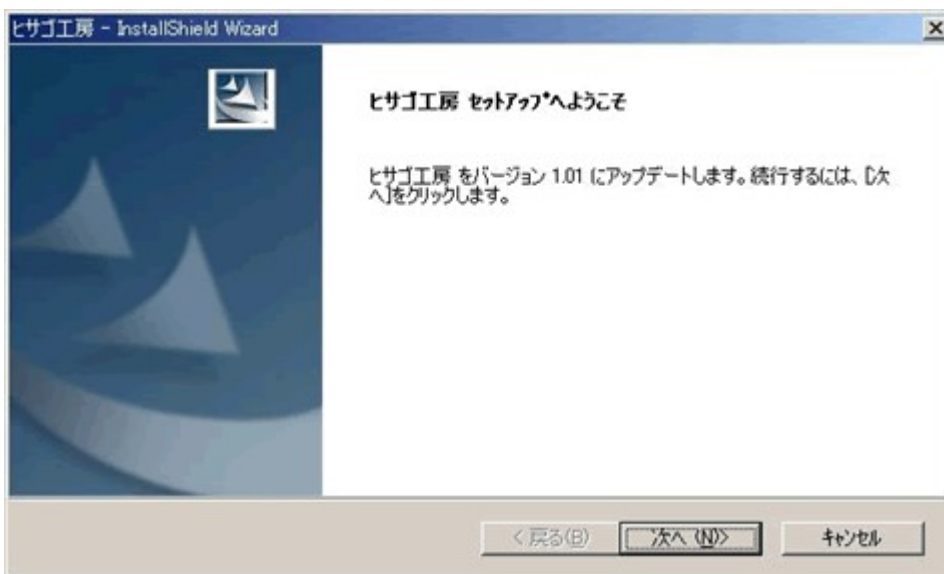 ヒサゴ工房 - InstallShield Wizard
ヒサゴ工房 セットアップへようこそ
ヒサゴ工房 をバージョン 1.01 にアップデートします。続行するには、[次
へ]をクリックします。
< 戻る(B)
次へ (N)>
キャンセル